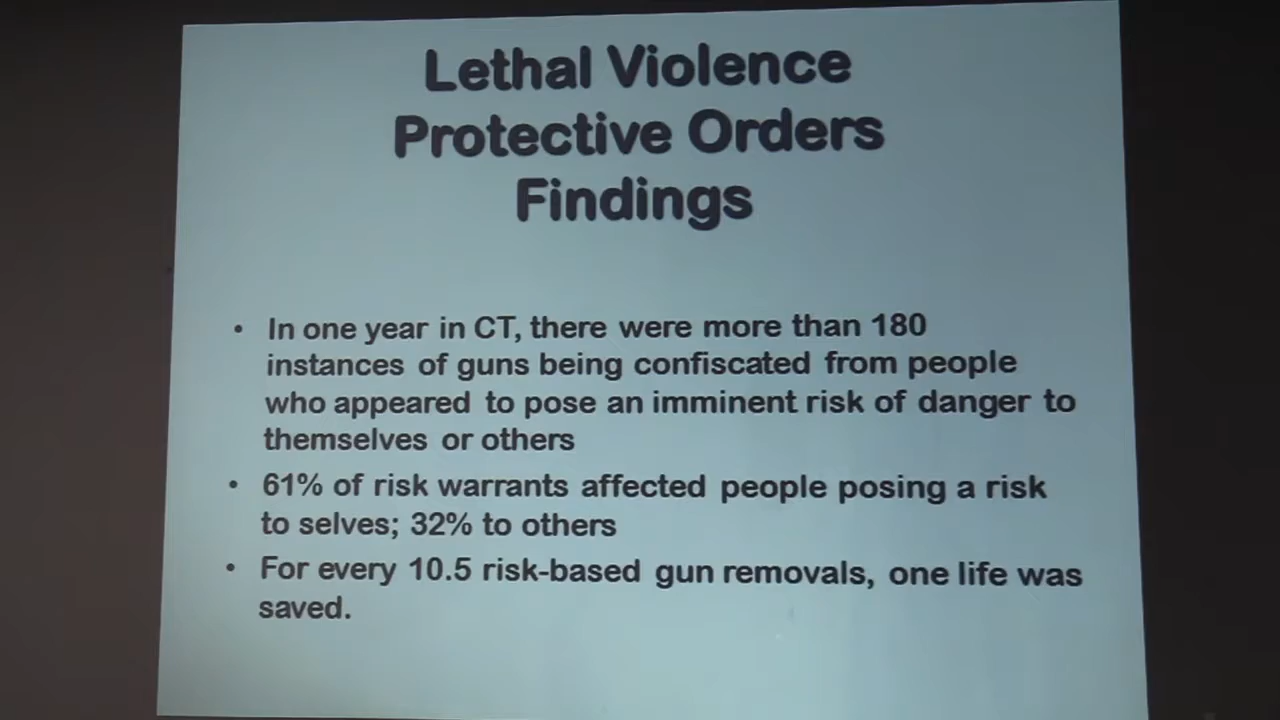 Lethal Violence
Protective Orders
Findings
• In one year in CT, there were more than 180
instances of guns being confiscated from people
who appeared to pose an imminent risk of danger to
themselves or others
• 61% of risk warrants affected people posing a risk
to selves; 32% to others
• For every 10.5 risk-based gun removals, one life was
saved.